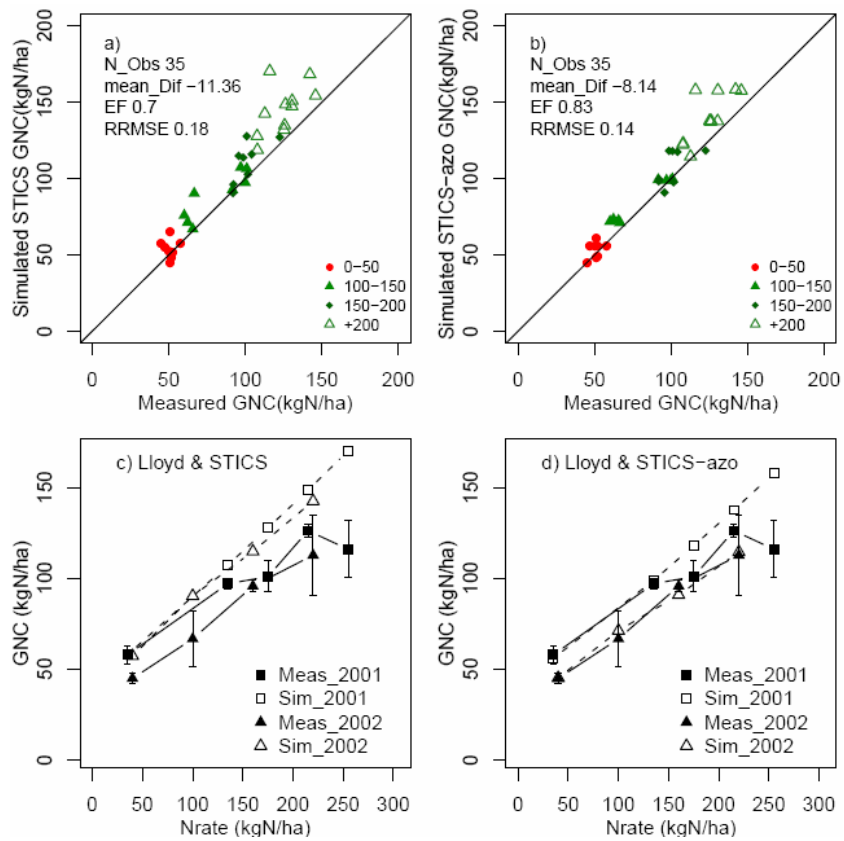 a)
N_Obs 35
mean_Dif −11.36
EF 0.7
RRMSE 0.18
Simulated STICS GNC(kgN/ha)
200
150
100
50
0
0−50
100−150
150−200
+200
0 50 100 150 200
Measured GNC(kgN/ha)
b)
N_Obs 35
mean_Dif −8.14
EF 0.83
RRMSE 0.14
Simulated STICS−azo GNC(kgN/ha)
200
150
100
50
0
0−50
100−150
150−200
+200
0 50 100 150 200
Measured GNC(kgN/ha)
c) Lloyd & STICS
GNC (kgN/ha)
150
100
50
0
Meas_2001
Sim_2001
Meas_2002
Sim_2002
0 50 100 150 200 250 300
Nrate (kgN/ha)
d) Lloyd & STICS−azo
GNC (kgN/ha)
150
100
50
0
Meas_2001
Sim_2001
Meas_2002
Sim_2002
0 50 100 150 200 250 300
Nrate (kgN/ha)